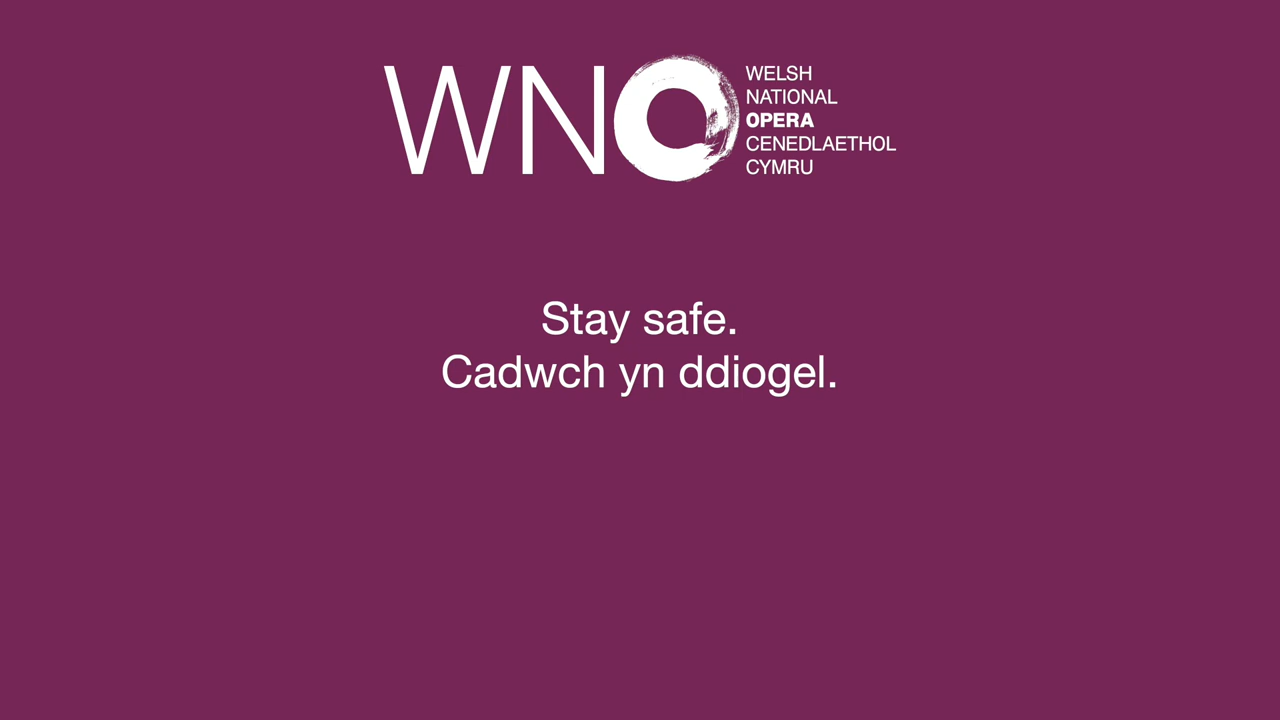 WNO
WELSH
NATIONAL
OPERA
CENEDLAETHOL
CYMRU
Stay safe.
Cadwch yn ddiogel.